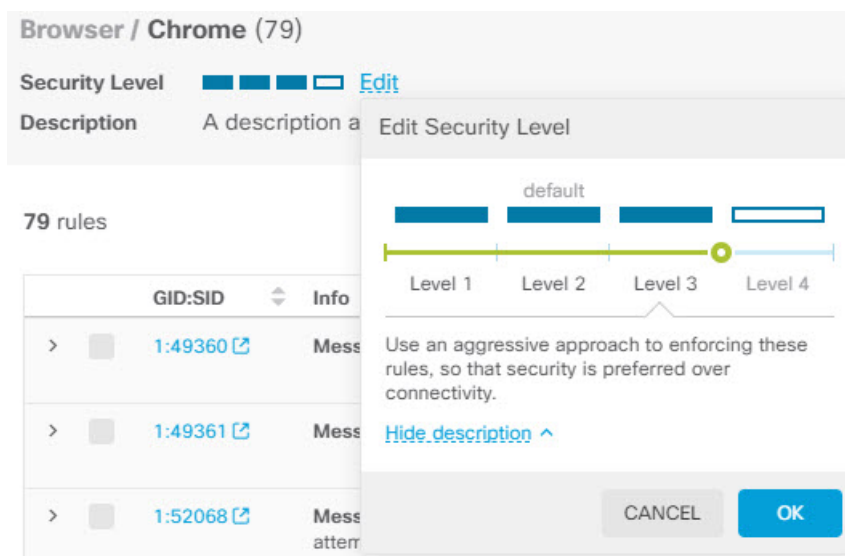 Browser / Chrome (79)
Security Level Edit
Description A description a
Edit Security Level
default
Level 1 Level 2 Level 3 Level 4
Use an aggressive approach to enforcing these
rules, so that security is preferred over
connectivity.
Hide description
CANCEL OK
79 rules
GID:SID Info
1:49360 Mess
1:49361 Mess
1:52068 Mess